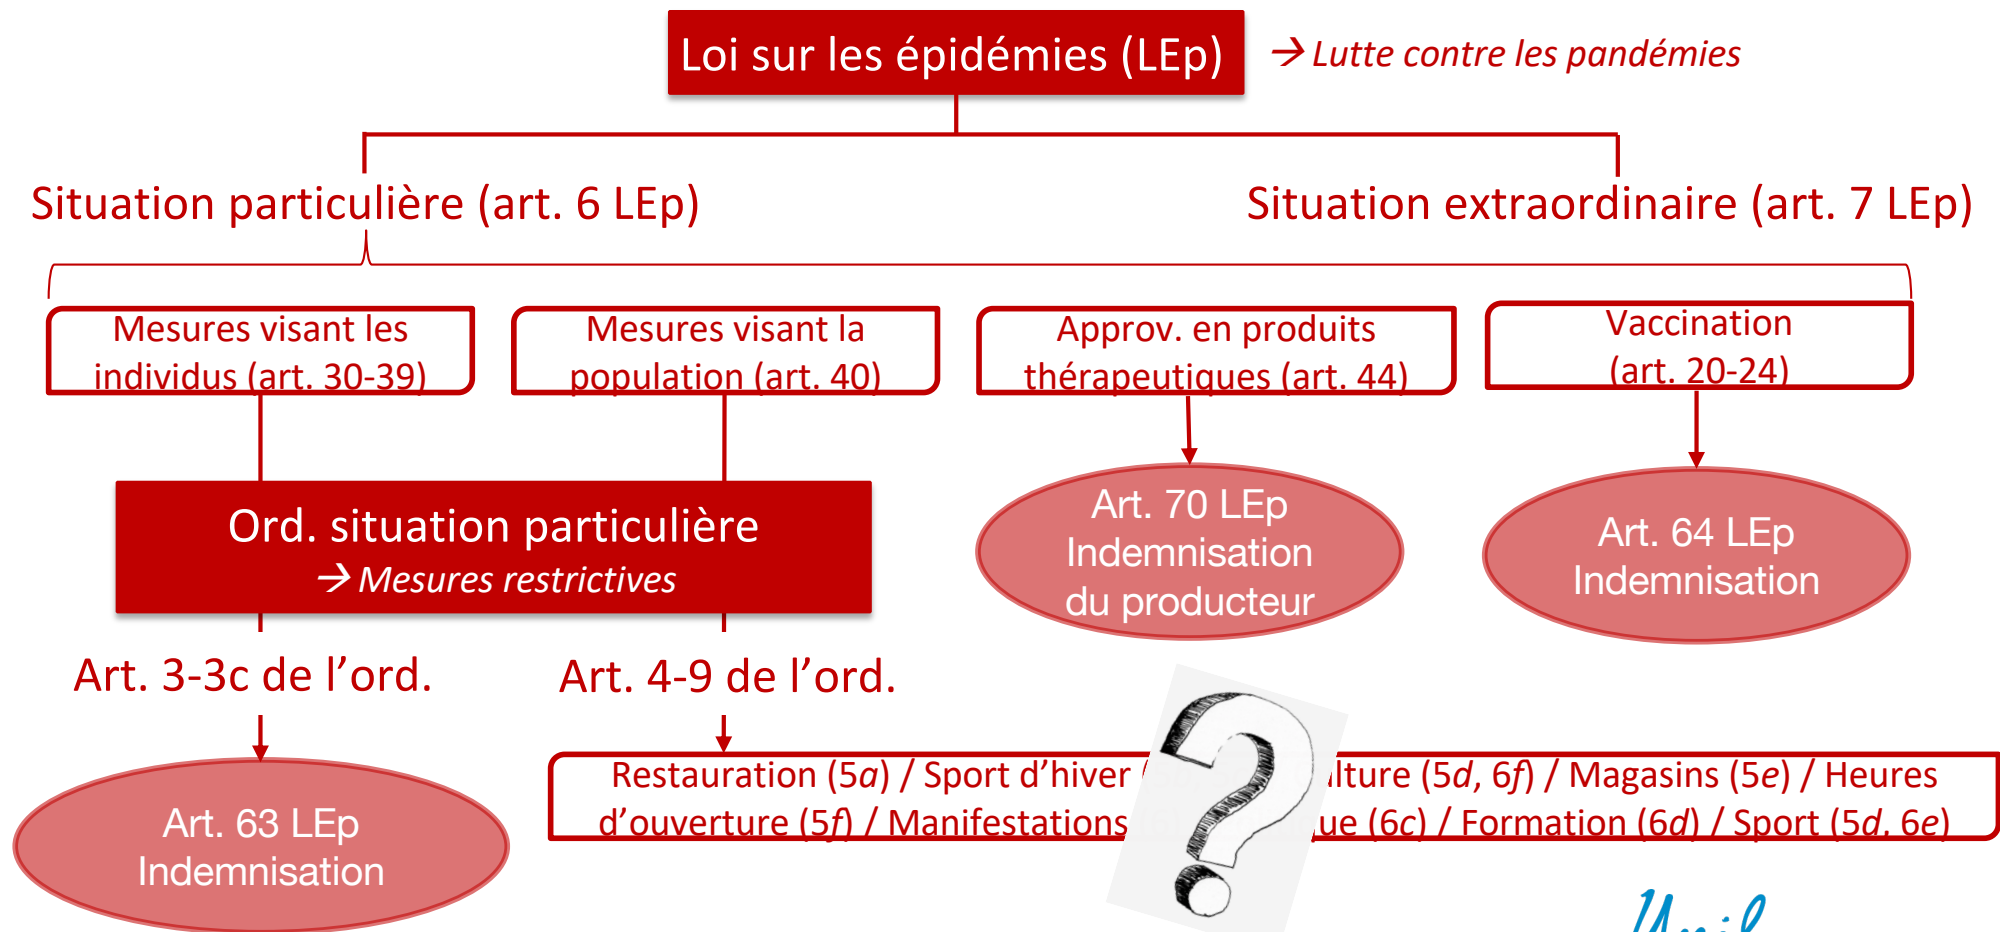 Loi sur les épidémies (LEp)
→ Lutte contre les pandémies
Situation particulière (art. 6 LEp)
Situation extraordinaire (art. 7 LEp)
Mesures visant les
individus (art. 30-39)
Mesures visant la
population (art. 40)
Approv. en produits
thérapeutiques (art. 44)
Vaccination
(art. 20-24)
Ord. situation particulière
→ Mesures restrictives
Art. 70 LEp
Indemnisation
du producteur
Art. 64 LEp
Indemnisation
Art. 3-3c de l’ord.
Art. 4-9 de l’ord.
?
Restauration (5a) / Sport d’hiver (5d, 6f) / Magasins (5e) / Heures
d’ouverture (5f) / Manifestations (6c) / Formation (6d) / Sport (5d, 6e)
Art. 63 LEp
Indemnisation
Unil